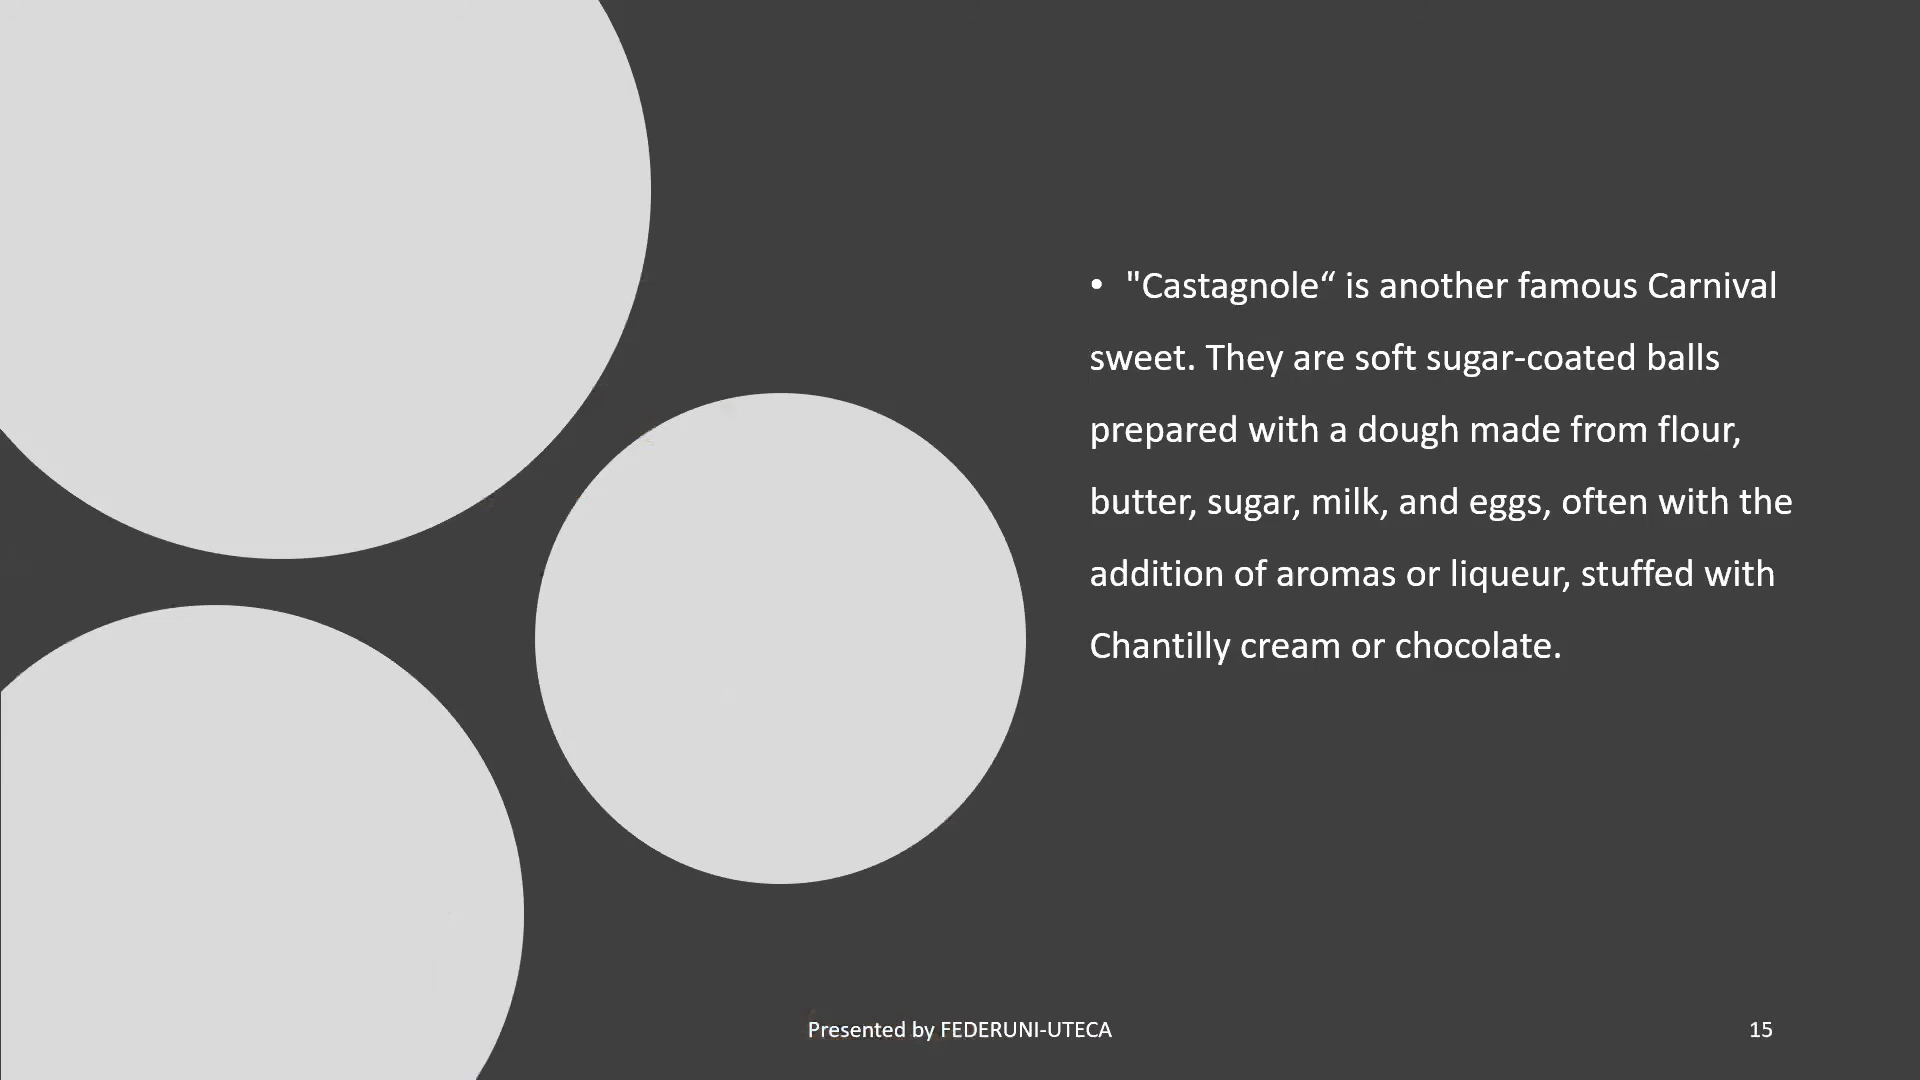 • "Castagnole“ is another famous Carnival
sweet. They are soft sugar-coated balls
prepared with a dough made from flour,
butter, sugar, milk, and eggs, often with the
addition of aromas or liqueur, stuffed with
Chantilly cream or chocolate.
Presented by FEDERUNI-UTECA
15